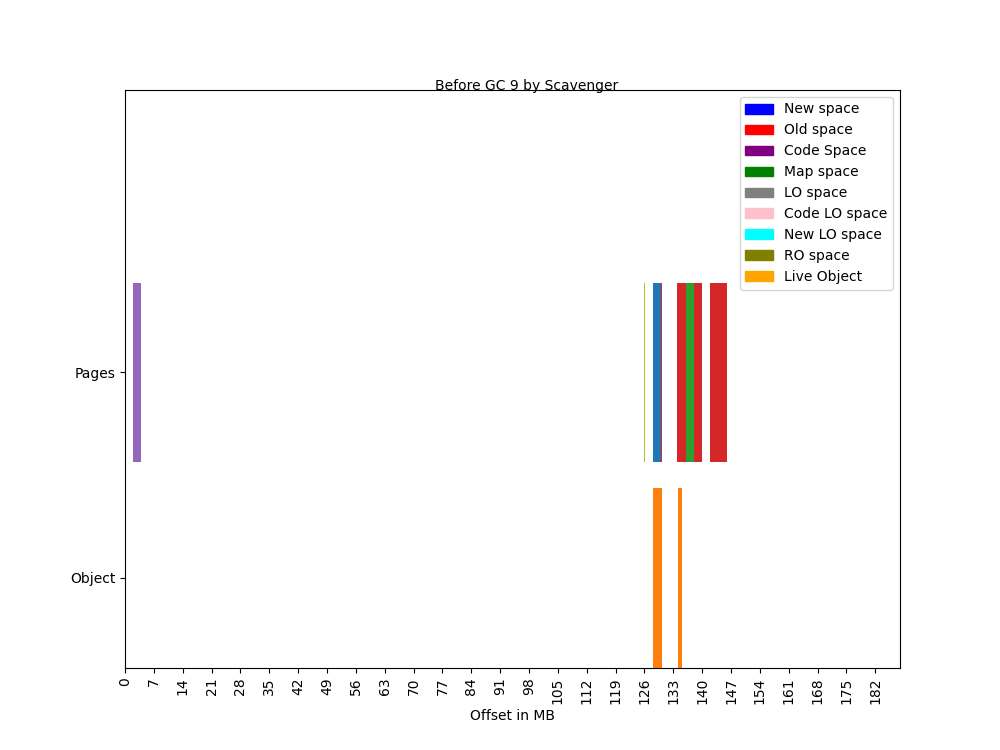 Before GC 9 by Scavenger
New space
Old space
Code Space
Map space
LO space
Code LO space
New LO space
RO space
Live Object
Pages
Object
0 7 14 21 28 35 42 49 56 63 70 77 84 91 98 105 112 119 126 133 140 147 154 161 168 175 182
Offset in MB